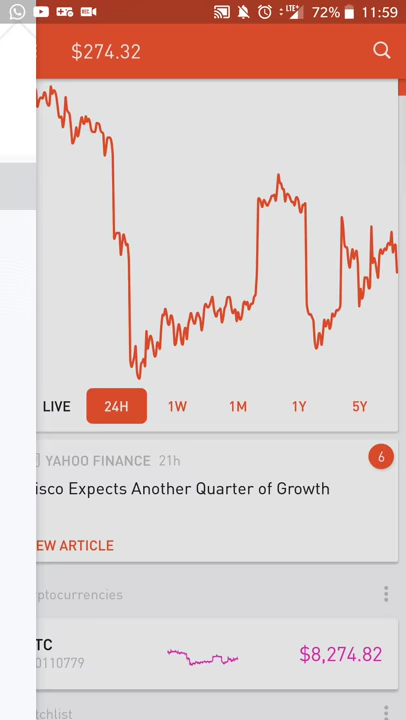 LTE 72% 11:59
$274.32
LIVE 24H 1W 1M 1Y 5Y
YAHOO FINANCE 21h
6
isco Expects Another Quarter of Growth
EW ARTICLE
ptocurrencies
TC
0110779
$8,274.82
tchlist